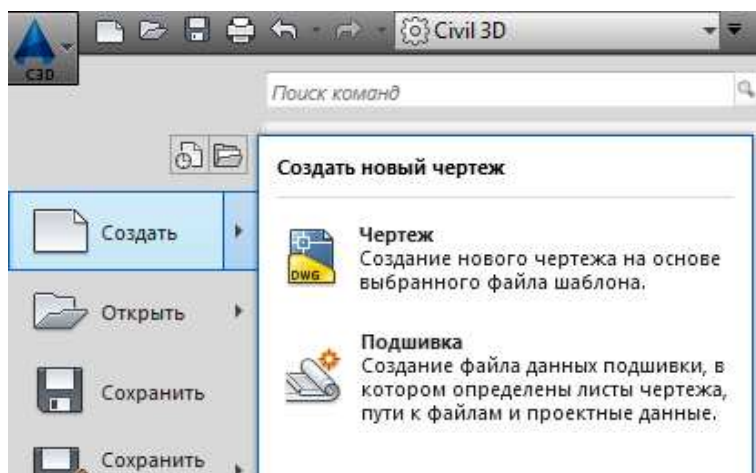 Civil 3D
C3D
Поиск команд
Создать новый чертеж
Создать
Чертеж
Создание нового чертежа на основе
выбранного файла шаблона.
DWG
Открыть
Подшивка
Создание файла данных подшивки, в
котором определены листы чертежа,
пути к файлам и проектные данные.
Сохранить
Сохранить